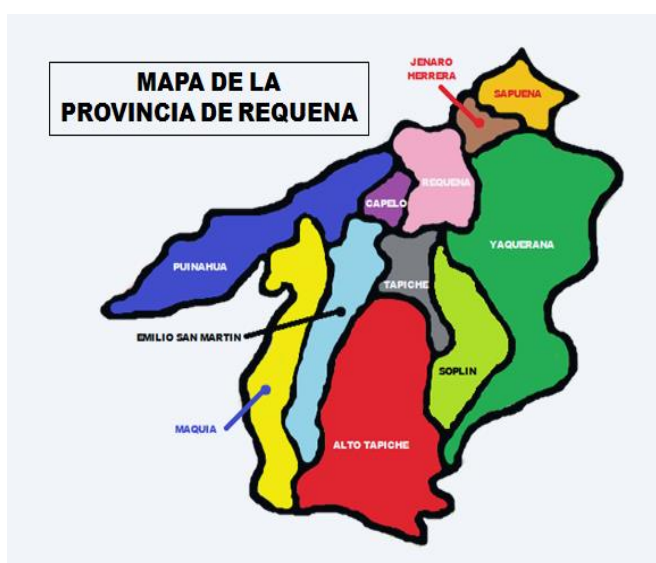 MAPA DE LA
PROVINCIA DE REQUENA
JENARO
HERRERA
SAPUENA
REQUENA
CAPELO
YAQUERANA
PUINAHUA
TAPICHE
EMILIO SAN MARTIN
SOPLIN
MAQUIA
ALTO TAPICHE